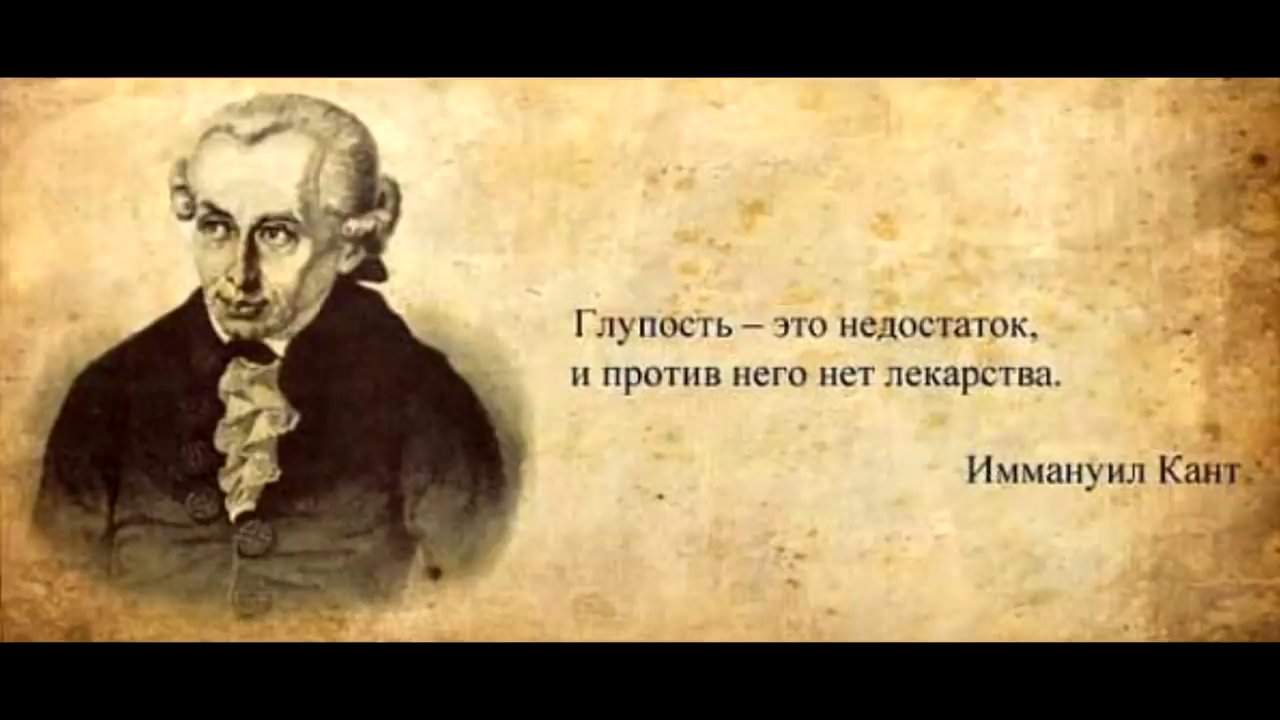 Глупость – это недостаток,
и против него нет лекарства.
Иммануил Кант